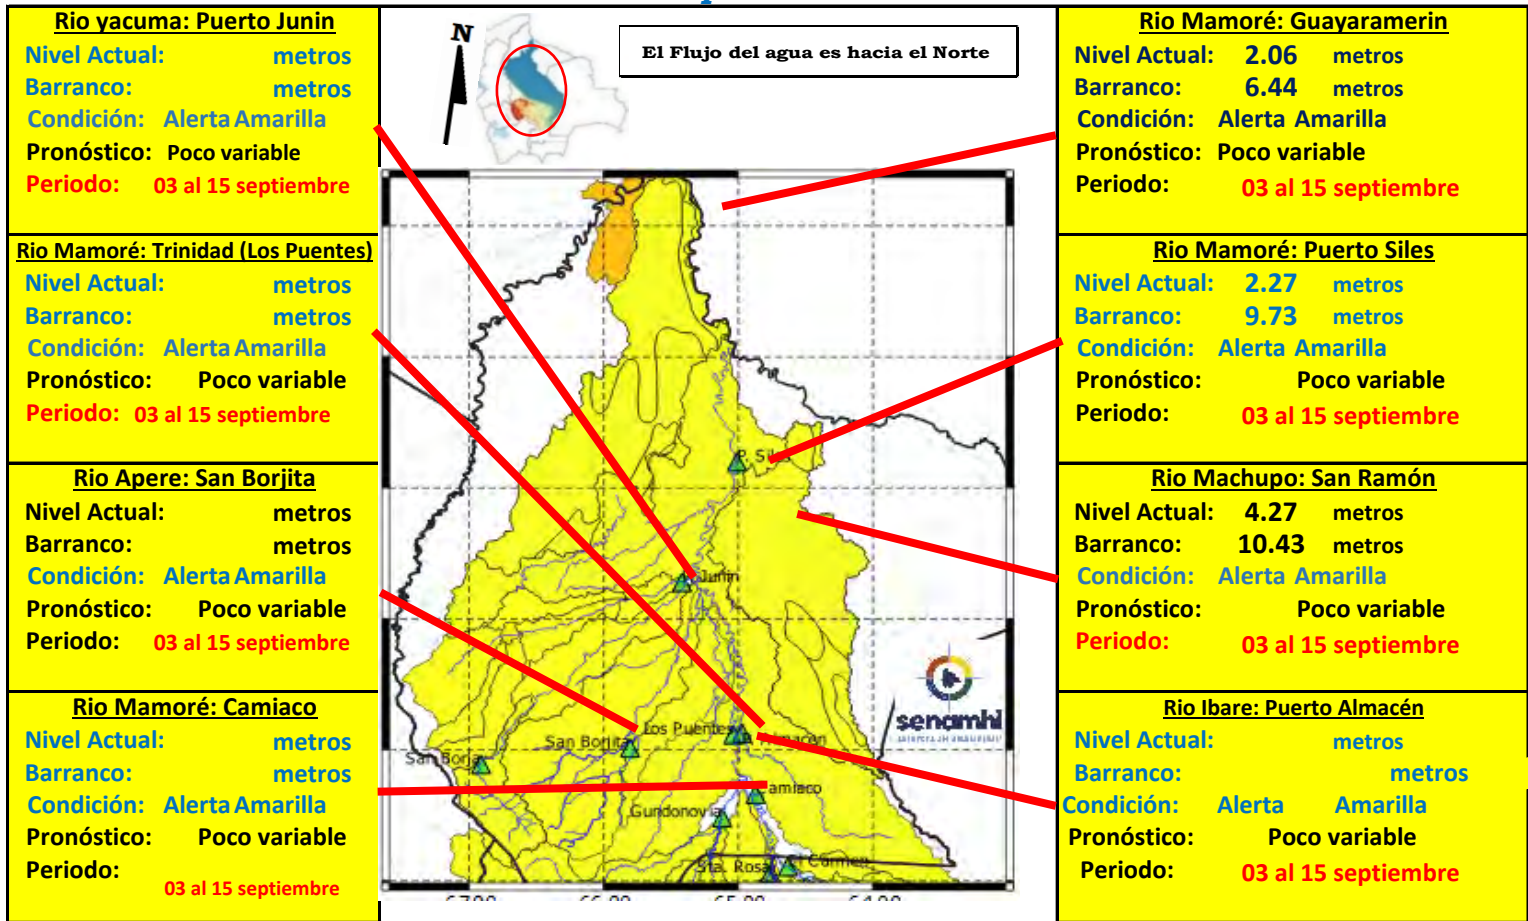 Rio yacuma: Puerto Junin
Nivel Actual: metros
Barranco: metros
Condición: Alerta Amarilla
Pronóstico: Poco variable
Periodo: 03 al 15 septiembre
Rio Mamoré: Trinidad (Los Puentes)
Nivel Actual: metros
Barranco: metros
Condición: Alerta Amarilla
Pronóstico: Poco variable
Periodo: 03 al 15 septiembre
Rio Apere: San Borjita
Nivel Actual: metros
Barranco: metros
Condición: Alerta Amarilla
Pronóstico: Poco variable
Periodo: 03 al 15 septiembre
Rio Mamoré: Camiaco
Nivel Actual: metros
Barranco: metros
Condición: Alerta Amarilla
Pronóstico: Poco variable
Periodo:
03 al 15 septiembre
N
El Flujo del agua es hacia el Norte
P. Siles
Junin
Los Puentes
P. Almacén
San Borjita
San Borja
Camiaco
Gundonovia
Sta. Rosa
El Carmen
senamhi
Rio Mamoré: Guayaramerin
Nivel Actual: 2.06 metros
Barranco: 6.44 metros
Condición: Alerta Amarilla
Pronóstico: Poco variable
Periodo: 03 al 15 septiembre
Rio Mamoré: Puerto Siles
Nivel Actual: 2.27 metros
Barranco: 9.73 metros
Condición: Alerta Amarilla
Pronóstico: Poco variable
Periodo: 03 al 15 septiembre
Rio Machupo: San Ramón
Nivel Actual: 4.27 metros
Barranco: 10.43 metros
Condición: Alerta Amarilla
Pronóstico: Poco variable
Periodo: 03 al 15 septiembre
Rio Ibare: Puerto Almacén
Nivel Actual: metros
Barranco: metros
Condición: Alerta Amarilla
Pronóstico: Poco variable
Periodo: 03 al 15 septiembre